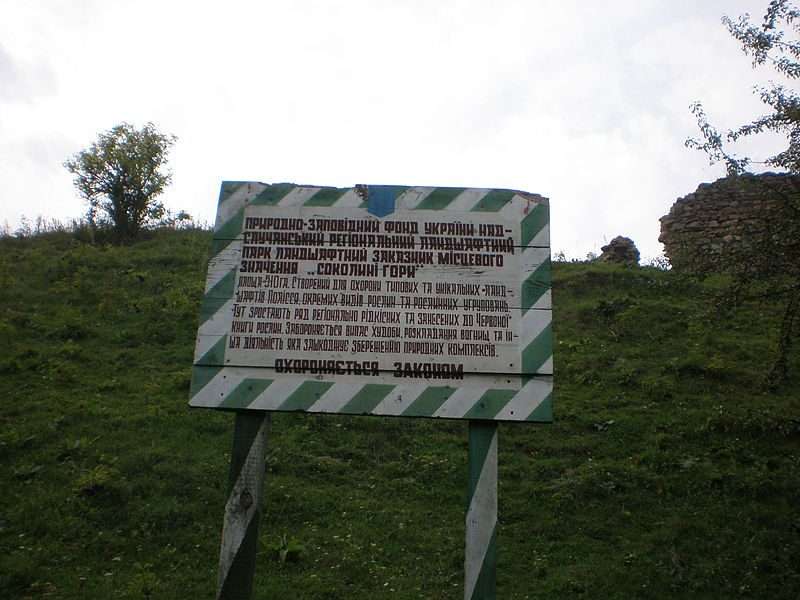 ПРИРОДНО-ЗАПОВІДНИЙ ФОНД УКРАЇНИ НАД-
СЛУЧАНСЬКИЙ РЕГІОНАЛЬНИЙ ЛАНДШАФТНИЙ
ПАРК ЛАНДШАФТНИЙ ЗАКАЗНИК МІСЦЕВОГО
ЗНАЧЕННЯ „СОКОЛИНІ ГОРИ"
ПЛОЩА-910ГА. СТВОРЕНИЙ ДЛЯ ОХОРОНИ ТИПОВИХ ТА УНІКАЛЬНИХ-ЛАНД-
ШАФТІВ ПОЛІССЯ, ОКРЕМИХ ВИДІВ РОСЛИН ТА РОСЛИННИХ УГРУПОВАНЬ.
ТУТ ЗРОСТАЮТЬ РЯД РЕГІОНАЛЬНО РІДКІСНИХ ТА ЗАНЕСЕНИХ ДО ЧЕРВОНОЇ
КНИГИ РОСЛИН. ЗАБОРОНЯЄТЬСЯ ВИПАС ХУДОБИ, РОЗКЛАДАННЯ ВОГНИЩ ТА ІН-
ША ДІЯЛЬНІСТЬ ЯКА ЗАШКОДЖУЄ ЗБЕРЕЖЕННЮ ПРИРОДНИХ КОМПЛЕКСІВ.
ОХОРОНЯЄТЬСЯ ЗАКОНОМ